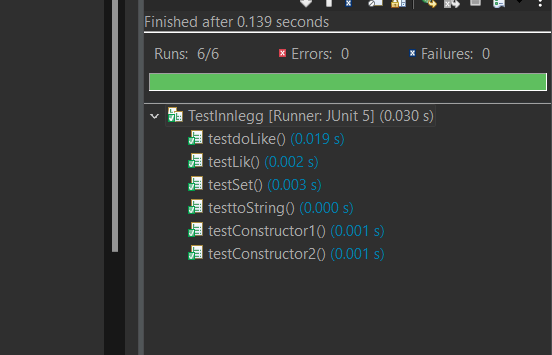 Finished after 0.139 seconds
Runs: 6/6 Errors: 0 Failures: 0
TestInnlegg [Runner: JUnit 5] (0.030 s)
testdoLike() (0.019 s)
testLik() (0.002 s)
testSet() (0.003 s)
testtoString() (0.000 s)
testConstructor1() (0.001 s)
testConstructor2() (0.001 s)